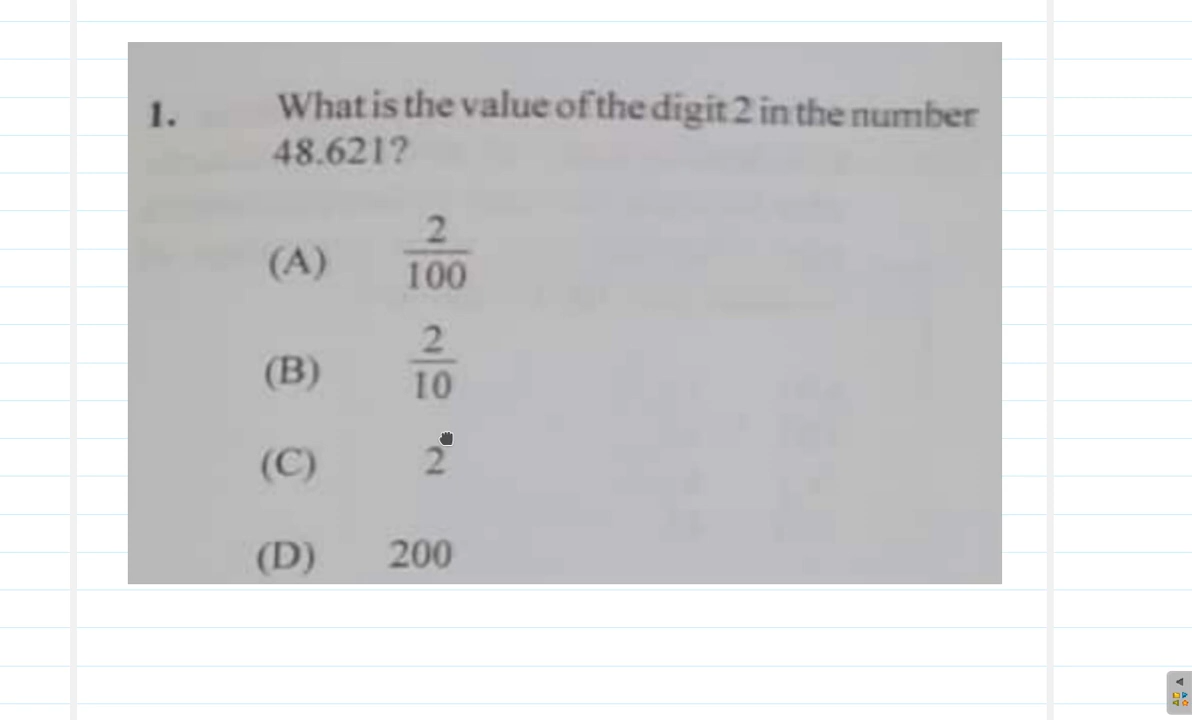 1. What is the value of the digit 2 in the number
48.621?
(A) 2/100
(B) 2/10
(C) 2
(D) 200